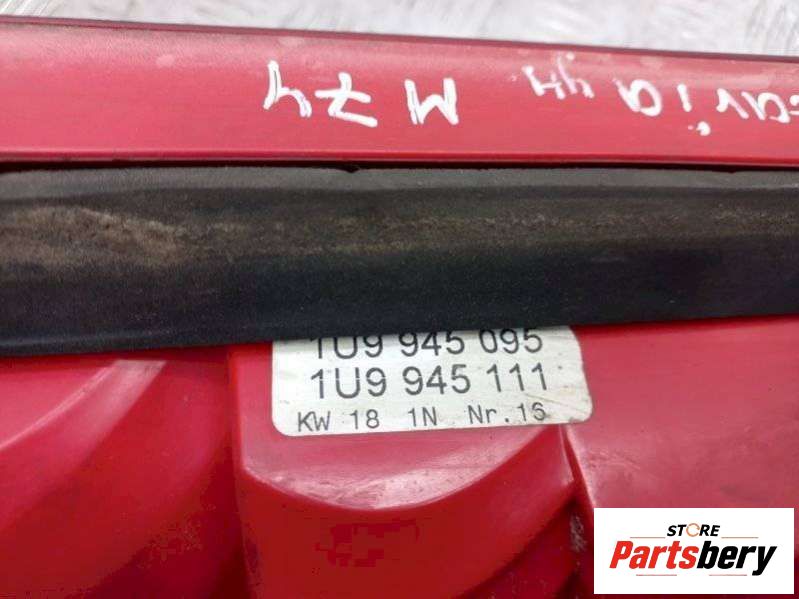 M74
1U9 945 095
1U9 945 111
KW 18 1N Nr. 16
STORE
Partsbery